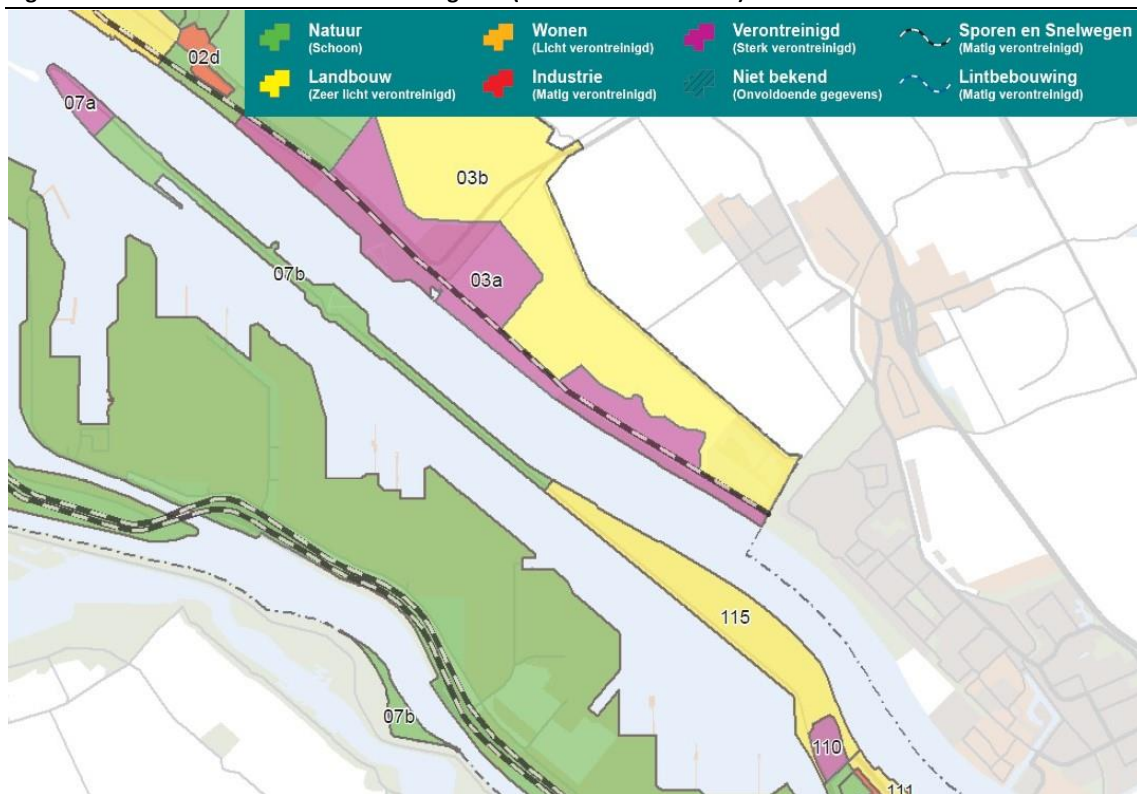 Natuur
(Schoon)
Wonen
(Licht verontreinigd)
Verontreinigd
(Sterk verontreinigd)
Sporen en Snelwegen
(Matig verontreinigd)
Landbouw
(Zeer licht verontreinigd)
Industrie
(Matig verontreinigd)
Niet bekend
(Onvoldoende gegevens)
Lintbebouwing
(Matig verontreinigd)
02d
07a
03b
07b
03a
115
07b
110
111